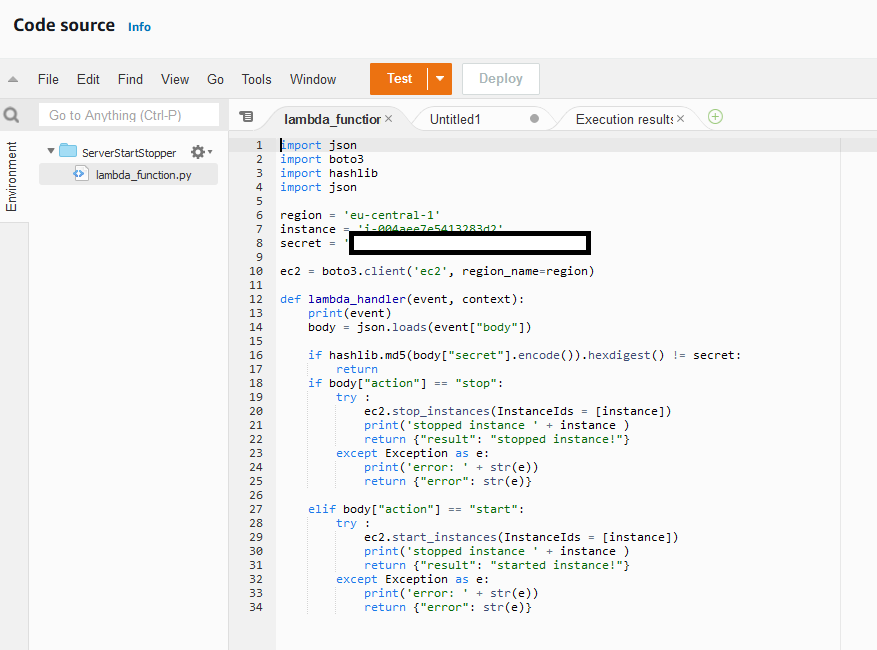 Code source Info
File Edit Find View Go Tools Window Test Deploy
Go to Anything (Ctrl-P)
lambda_function
Untitled1
Execution results
Environment
ServerStartStopper
lambda_function.py
1 import json
2 import boto3
3 import hashlib
4 import json
5
6 region = 'eu-central-1'
7 instance = 'i-004aee7e5413283d2'
8 secret = '
9
10 ec2 = boto3.client('ec2', region_name=region)
11
12 def lambda_handler(event, context):
13     print(event)
14     body = json.loads(event["body"])
15
16     if hashlib.md5(body["secret"].encode()).hexdigest() != secret:
17         return
18     if body["action"] == "stop":
19         try :
20             ec2.stop_instances(InstanceIds = [instance])
21             print('stopped instance ' + instance )
22             return {"result": "stopped instance!"}
23         except Exception as e:
24             print('error: ' + str(e))
25             return {"error": str(e)}
26
27     elif body["action"] == "start":
28         try :
29             ec2.start_instances(InstanceIds = [instance])
30             print('stopped instance ' + instance )
31             return {"result": "started instance!"}
32         except Exception as e:
33             print('error: ' + str(e))
34             return {"error": str(e)}